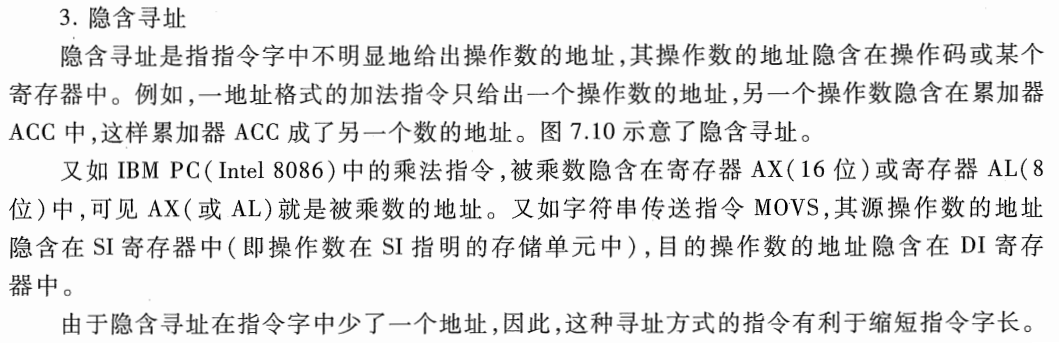 3. 隐含寻址
隐含寻址是指指令字中不明显地给出操作数的地址,其操作数的地址隐含在操作码或某个
寄存器中。例如,一地址格式的加法指令只给出一个操作数的地址,另一个操作数隐含在累加器
ACC 中,这样累加器 ACC 成了另一个数的地址。图 7.10 示意了隐含寻址。
又如 IBM PC(Intel 8086)中的乘法指令,被乘数隐含在寄存器 AX(16 位)或寄存器 AL(8
位)中,可见 AX(或 AL)就是被乘数的地址。又如字符串传送指令 MOVS,其源操作数的地址
隐含在 SI 寄存器中(即操作数在 SI 指明的存储单元中),目的操作数的地址隐含在 DI 寄存
器中。
由于隐含寻址在指令字中少了一个地址,因此,这种寻址方式的指令有利于缩短指令字长。